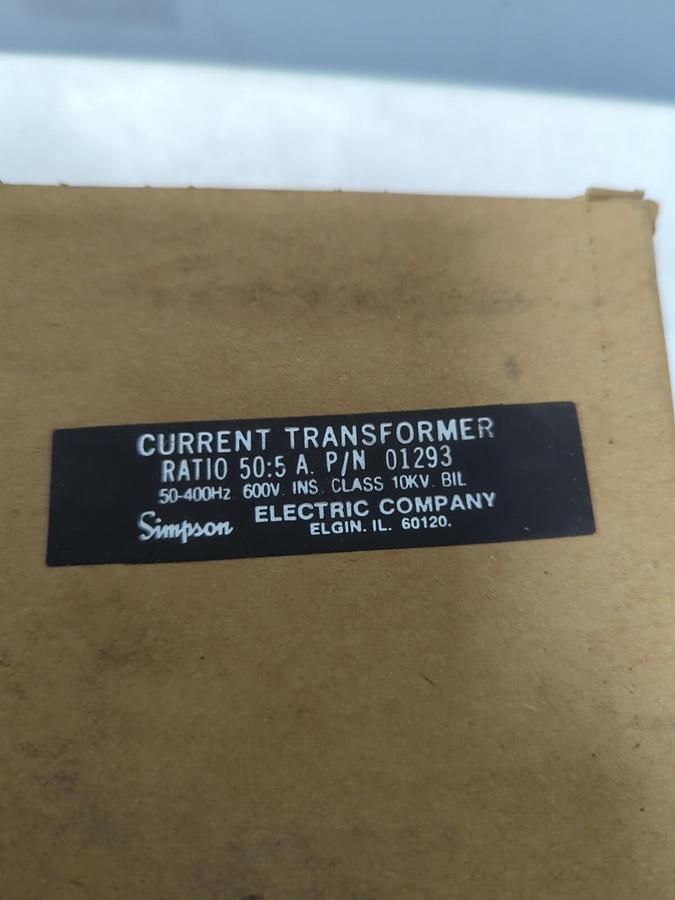 CURRENT TRANSFORMER
RATIO 50:5 A. P/N 01293
50-400Hz. 600V. INS. CLASS 10KV. BIL
Simpson ELECTRIC COMPANY
ELGIN. IL. 60120.